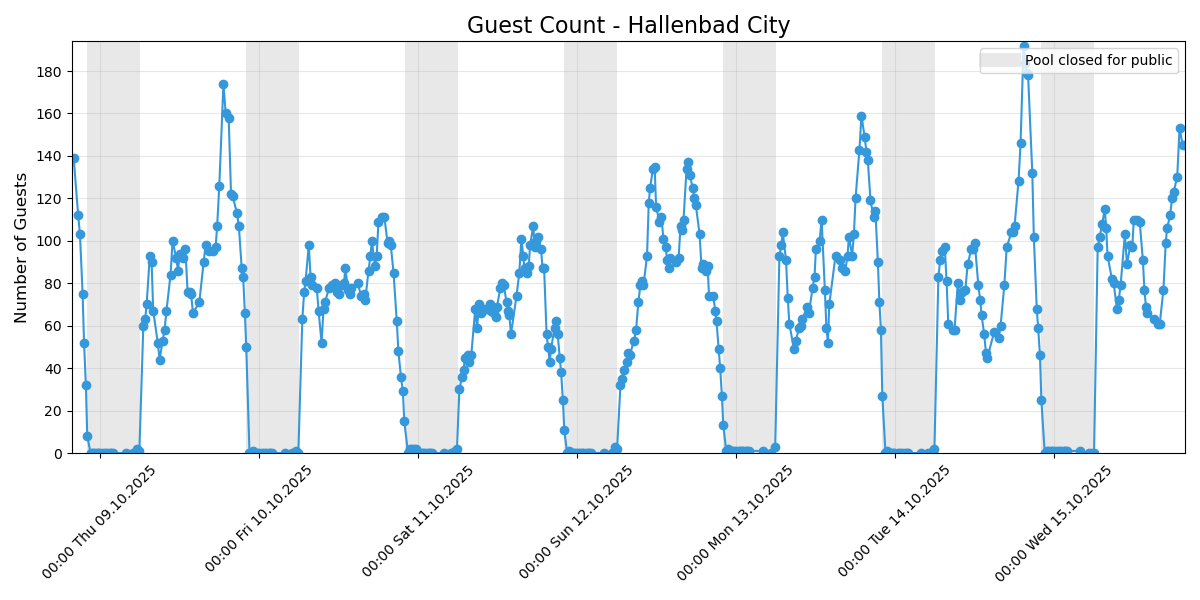 Guest Count - Hallenbad City
Pool closed for public
Number of Guests
180
160
140
120
100
80
60
40
20
0
00:00 Thu 09.10.2025
00:00 Fri 10.10.2025
00:00 Sat 11.10.2025
00:00 Sun 12.10.2025
00:00 Mon 13.10.2025
00:00 Tue 14.10.2025
00:00 Wed 15.10.2025